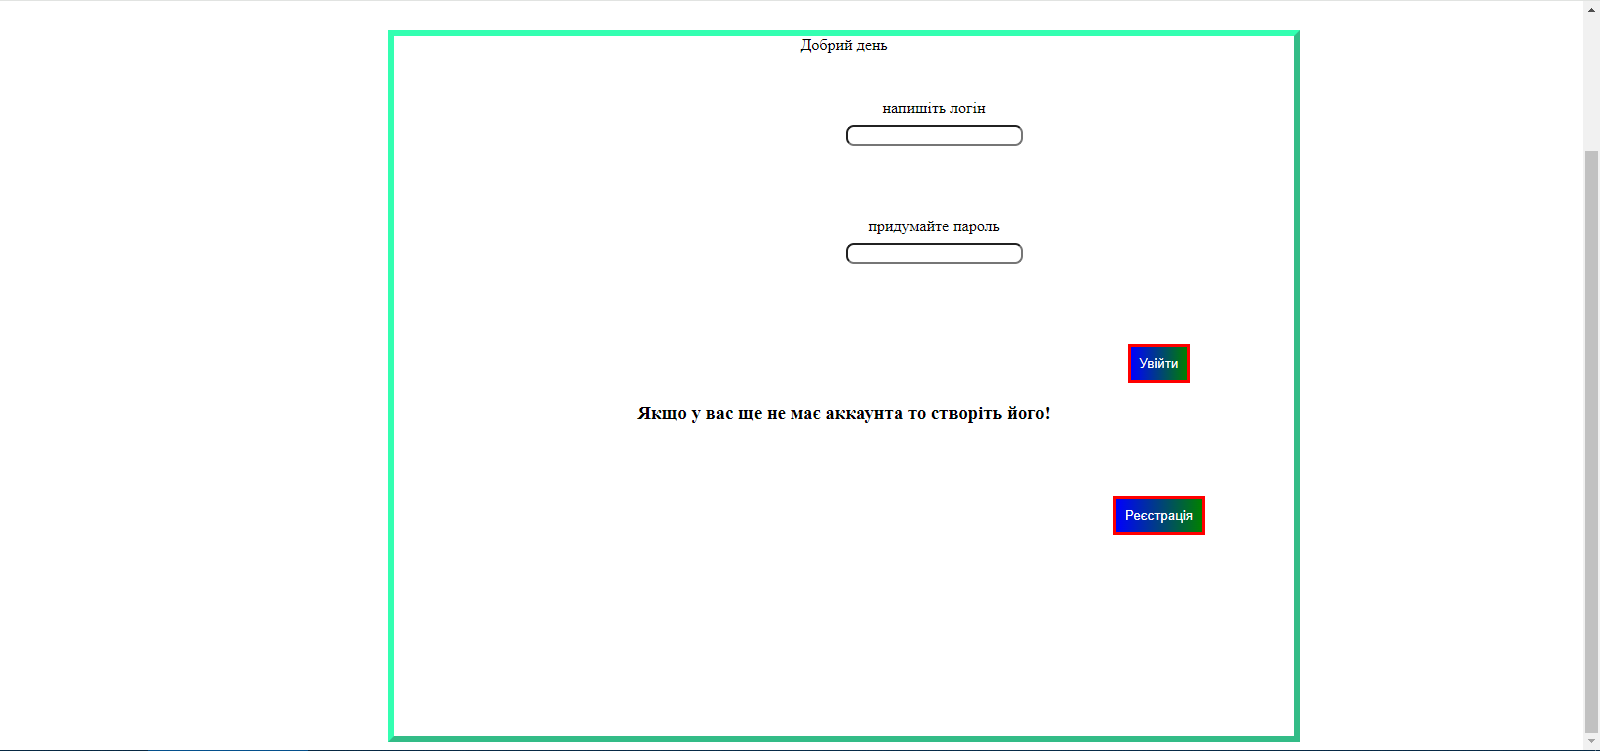 Добрий день
напишіть логін
придумайте пароль
Увійти
Якщо у вас ще не має аккаунта то створіть його!
Реєстрація